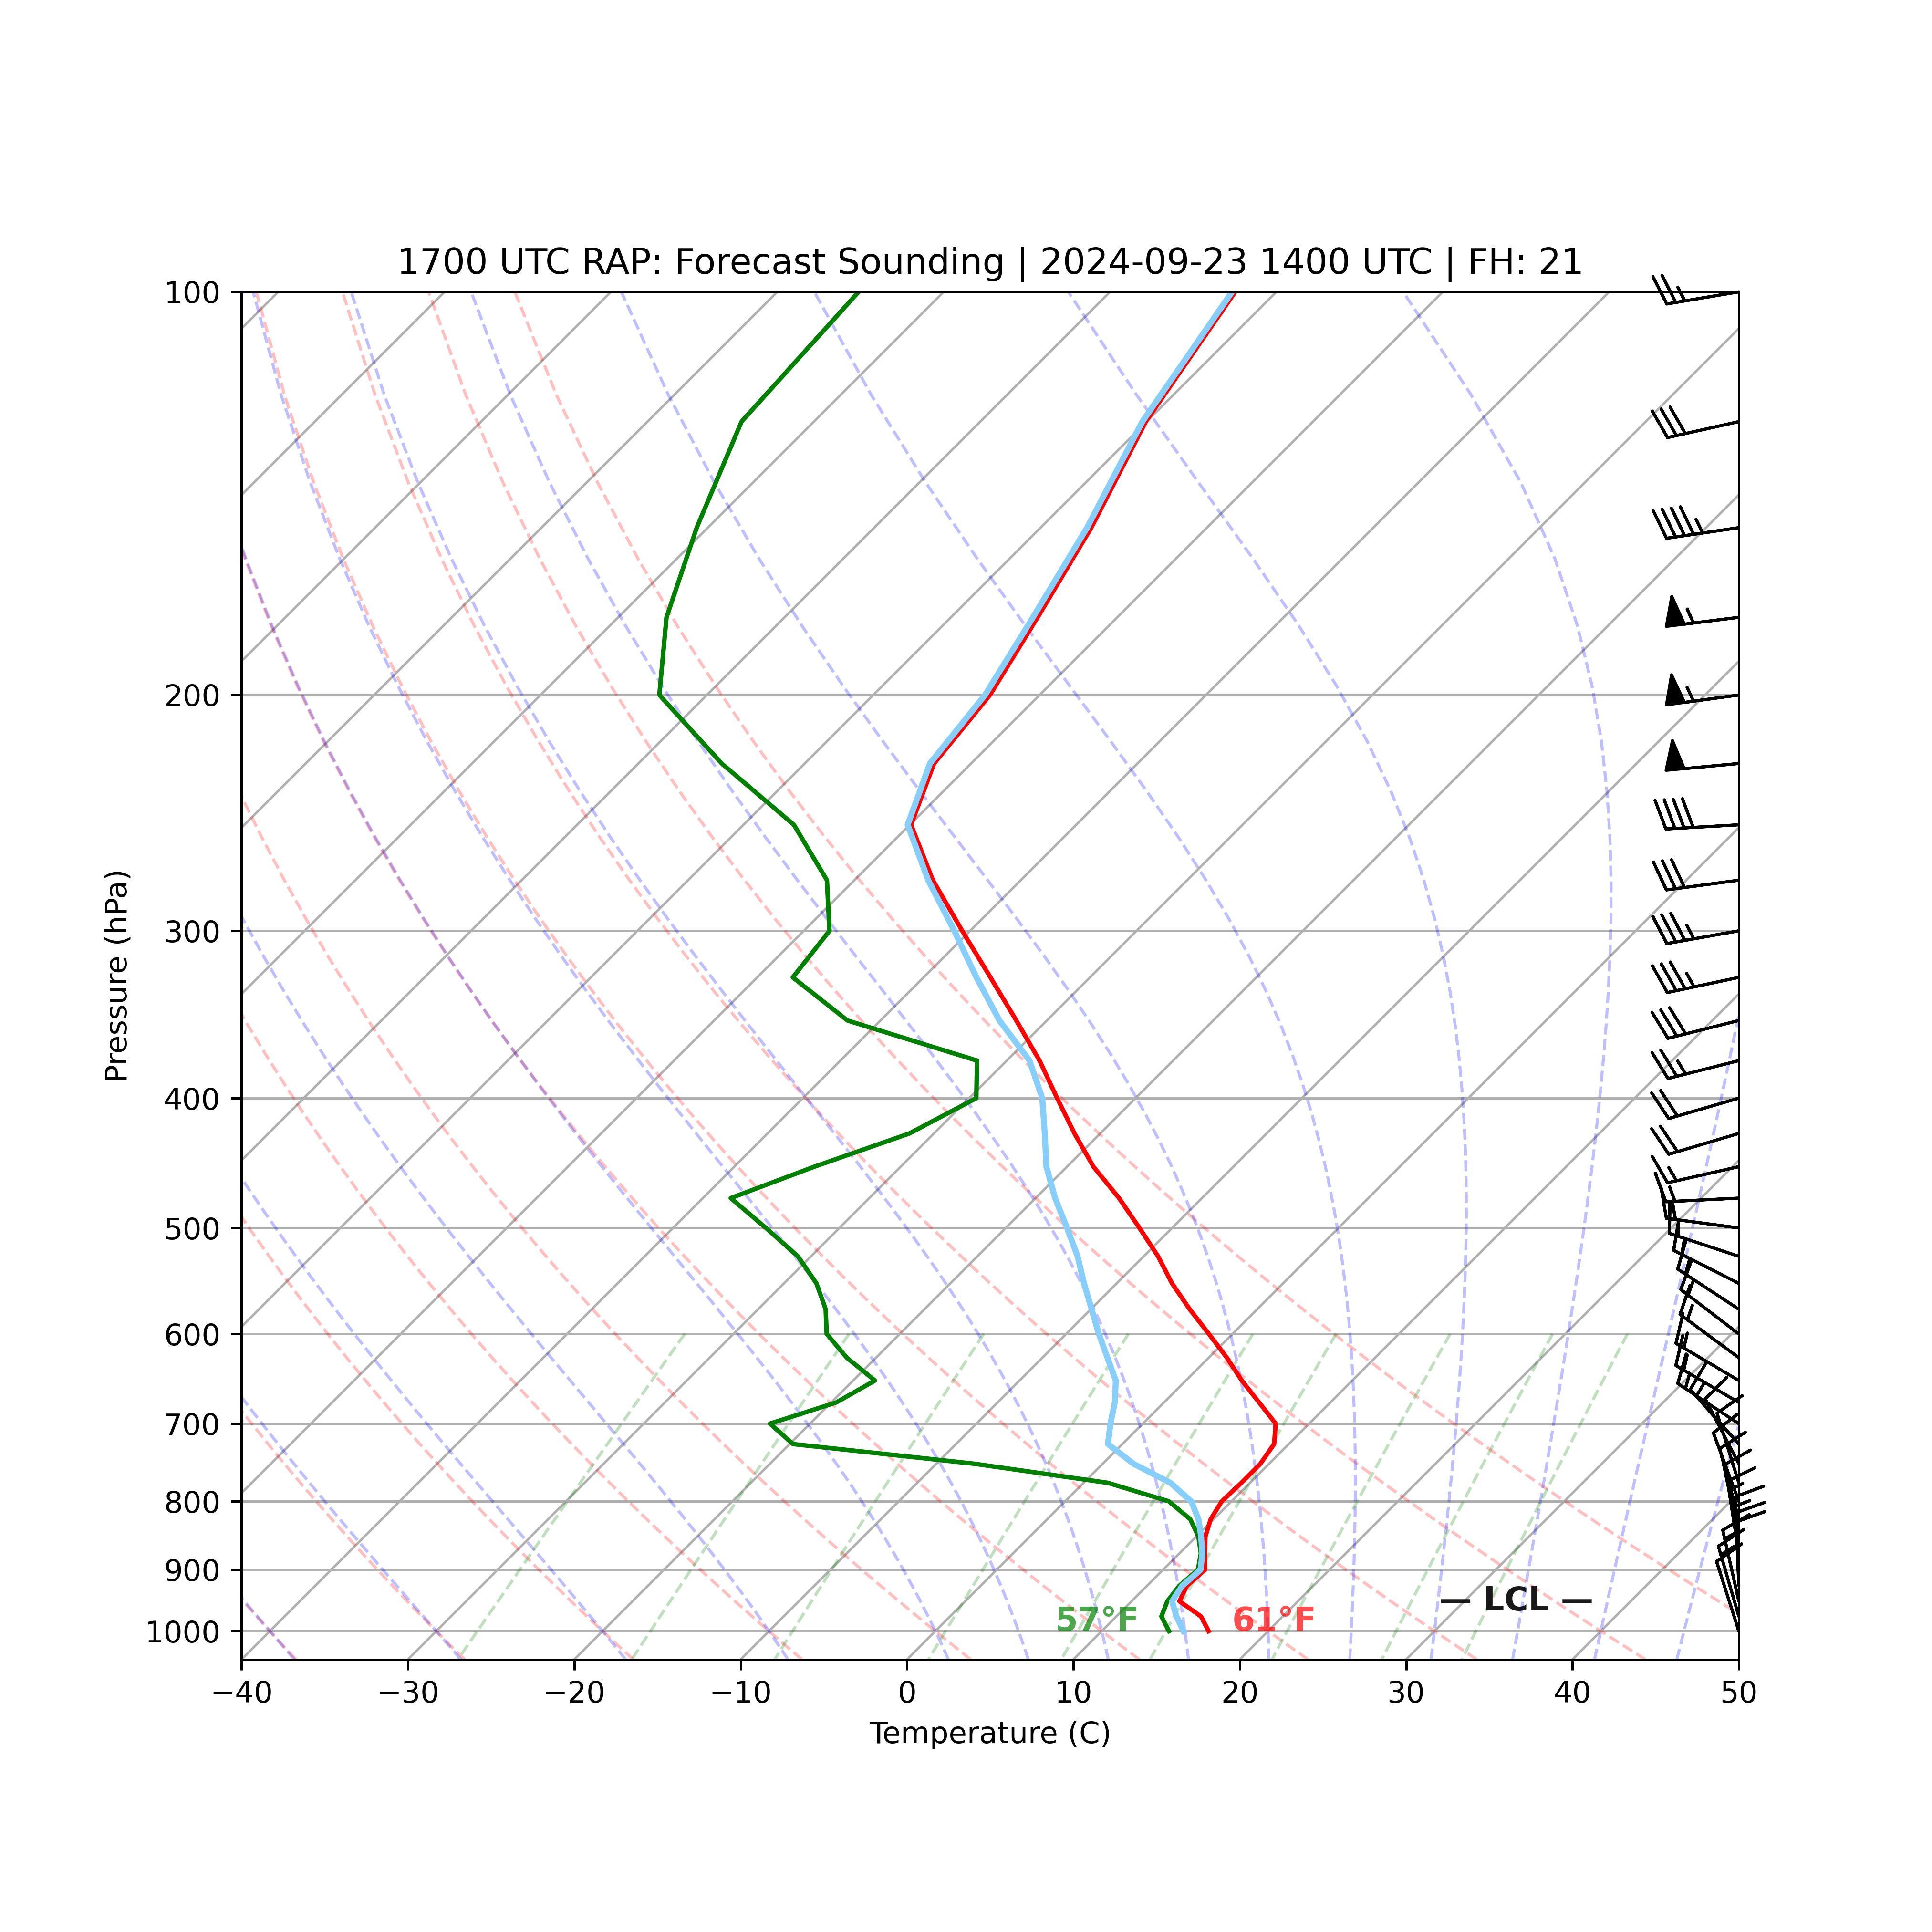 1700 UTC RAP: Forecast Sounding | 2024-09-23 1400 UTC | FH: 21
100
200
300
400
500
600
700
800
900
1000
Pressure (hPa)
57°F
61°F
— LCL —
−40 −30 −20 −10 0 10 20 30 40 50
Temperature (C)